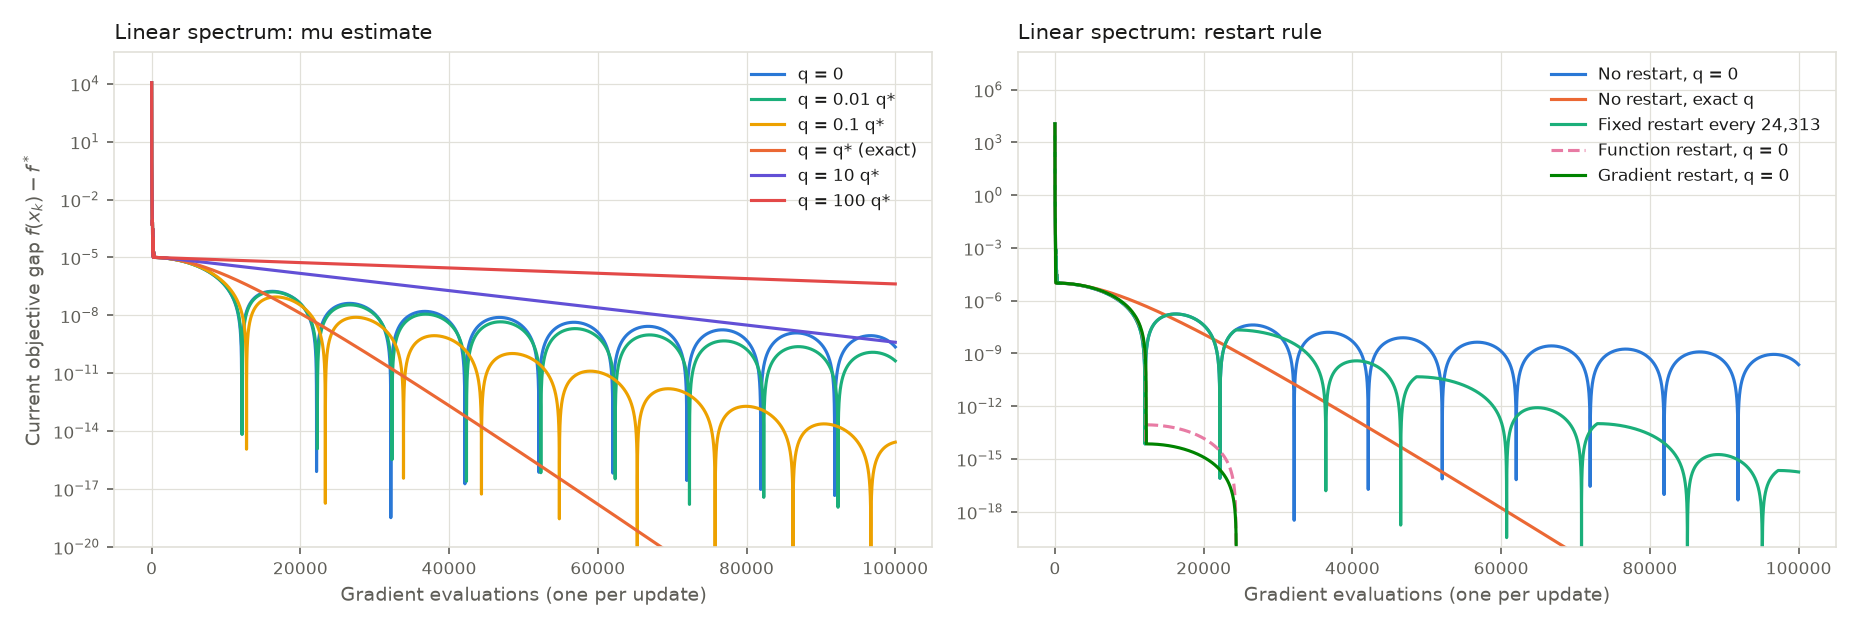 Linear spectrum: mu estimate
Current objective gap f(x_k) − f^*
10^4
10^1
10^−2
10^−5
10^−8
10^−11
10^−14
10^−17
10^−20
q = 0
q = 0.01 q*
q = 0.1 q*
q = q* (exact)
q = 10 q*
q = 100 q*
0 20000 40000 60000 80000 100000
Gradient evaluations (one per update)
Linear spectrum: restart rule
10^6
10^3
10^0
10^−3
10^−6
10^−9
10^−12
10^−15
10^−18
No restart, q = 0
No restart, exact q
Fixed restart every 24,313
Function restart, q = 0
Gradient restart, q = 0
0 20000 40000 60000 80000 100000
Gradient evaluations (one per update)